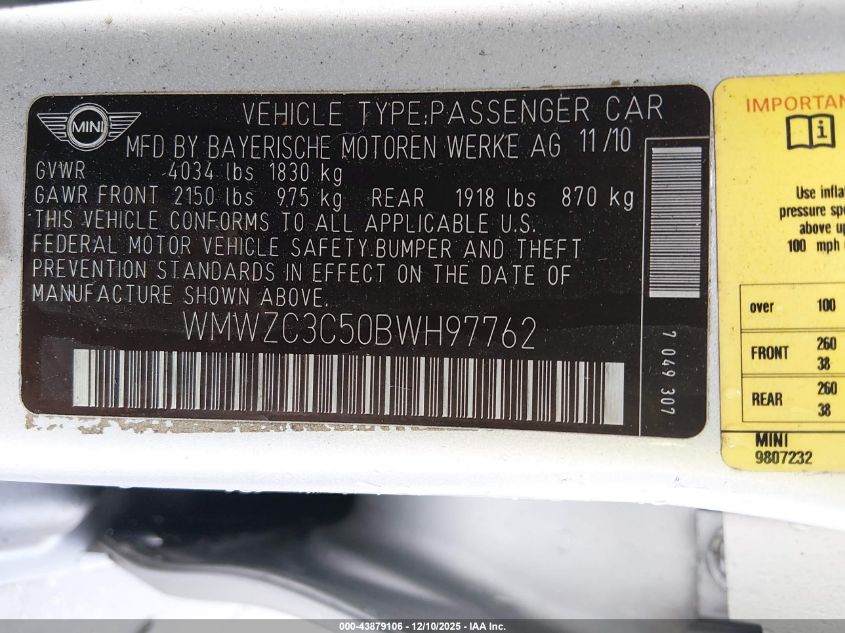 MINI
VEHICLE TYPE:PASSENGER CAR
MFD BY BAYERISCHE MOTOREN WERKE AG 11/10
GVWR 4034 lbs 1830 kg
GAWR FRONT 2150 lbs 975 kg REAR 1918 lbs 870 kg
THIS VEHICLE CONFORMS TO ALL APPLICABLE U.S.
FEDERAL MOTOR VEHICLE SAFETY.BUMPER AND THEFT
PREVENTION STANDARDS IN EFFECT ON THE DATE OF
MANUFACTURE SHOWN ABOVE.
WMWZC3C50BWH97762
7 049 307
IMPORTAN
i
Use inflat
pressure spe
above up
100 mph
over 100
FRONT 260
38
REAR 260
38
MINI
9807232
000-43879106 - 12/10/2025 - IAA Inc.